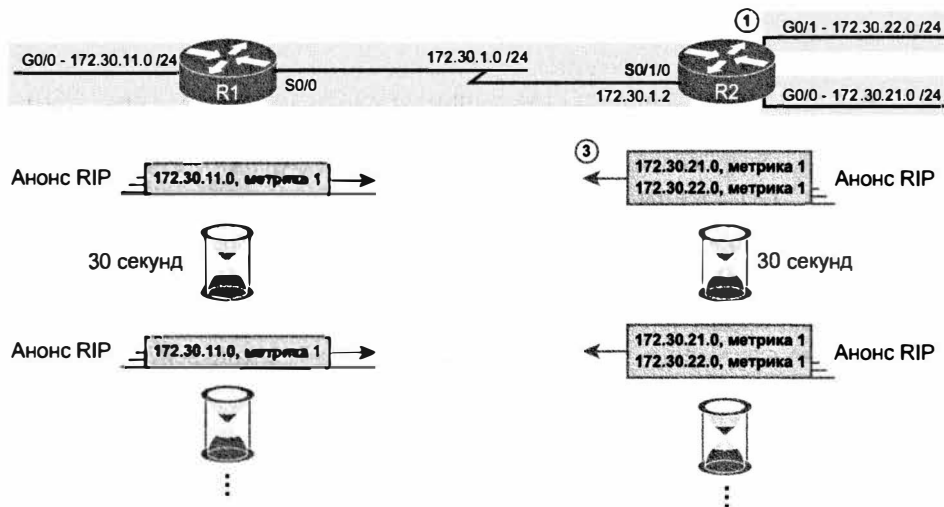 ①
G0/1 - 172.30.22.0 /24
G0/0 - 172.30.11.0 /24
172.30.1.0 /24
R1
S0/0
S0/1/0
172.30.1.2
R2
G0/0 - 172.30.21.0 /24
Анонс RIP
172.30.11.0, метрика 1
③
172.30.21.0, метрика 1
172.30.22.0, метрика 1
Анонс RIP
30 секунд
30 секунд
Анонс RIP
172.30.11.0, метрика 1
172.30.21.0, метрика 1
172.30.22.0, метрика 1
Анонс RIP